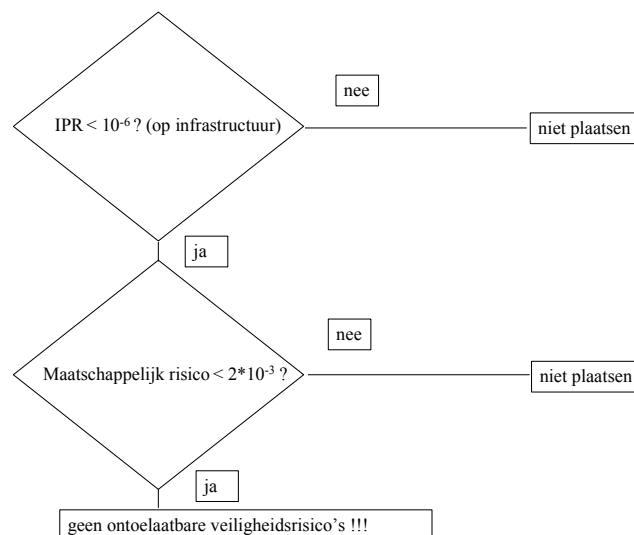 nee
IPR < 10⁻⁶ ? (op infrastructuur)
niet plaatsen
ja
nee
Maatschappelijk risico < 2*10⁻³ ?
niet plaatsen
ja
geen ontoelaatbare veiligheidsrisico’s !!!